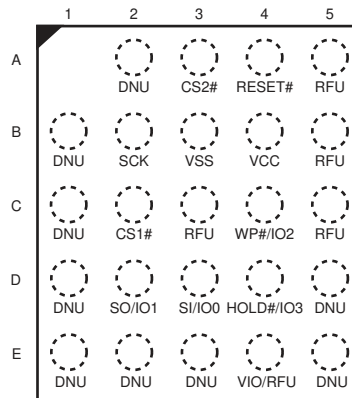 1 2 3 4 5
A
DNU CS2# RESET# RFU
B
DNU SCK VSS VCC RFU
C
DNU CS1# RFU WP#/IO2 RFU
D
DNU SO/IO1 SI/IO0 HOLD#/IO3 DNU
E
DNU DNU DNU VIO/RFU DNU